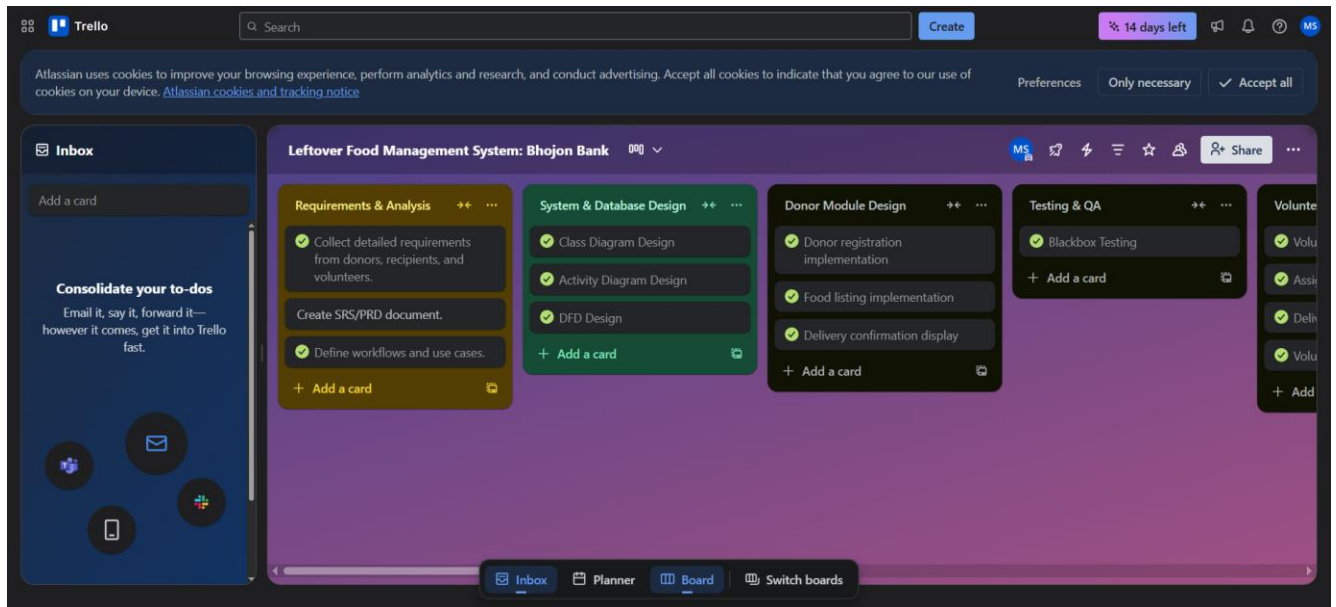 Trello
Search
Create
14 days left
MS
Atlassian uses cookies to improve your browsing experience, perform analytics and research, and conduct advertising. Accept all cookies to indicate that you agree to our use of
cookies on your device. Atlassian cookies and tracking notice
Preferences
Only necessary
Accept all
Inbox
Add a card
Consolidate your to-dos
Email it, say it, forward it—
however it comes, get it into Trello
fast.
Leftover Food Management System: Bhojon Bank
MS
Share
Requirements & Analysis
Collect detailed requirements
from donors, recipients, and
volunteers.
Create SRS/PRD document.
Define workflows and use cases.
+ Add a card
System & Database Design
Class Diagram Design
Activity Diagram Design
DFD Design
+ Add a card
Donor Module Design
Donor registration
implementation
Food listing implementation
Delivery confirmation display
+ Add a card
Testing & QA
Blackbox Testing
+ Add a card
Volunte
Volu
Assi
Deliv
Volu
+ Add
Inbox
Planner
Board
Switch boards